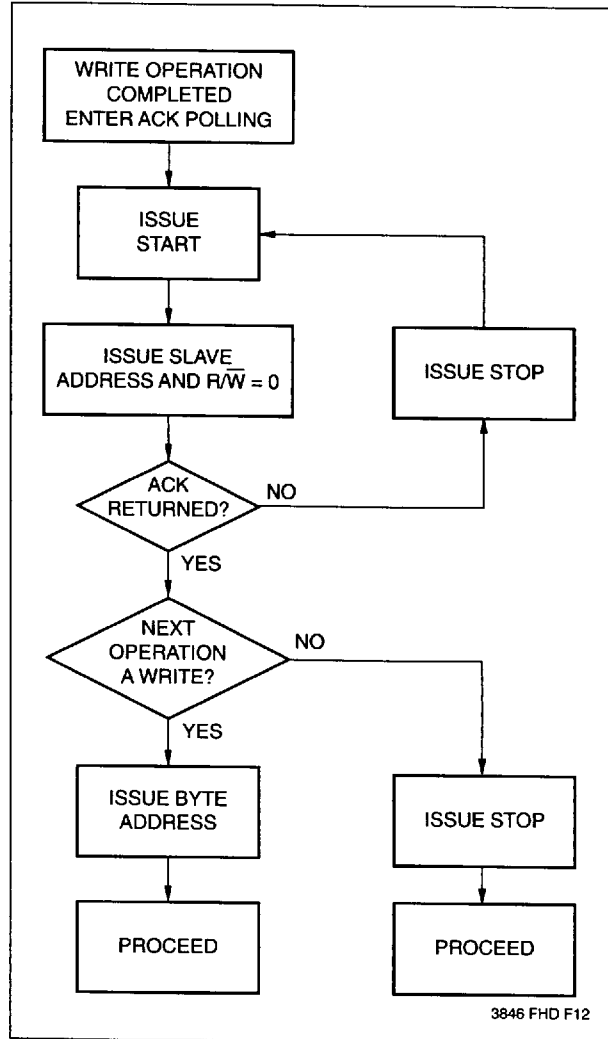 WRITE OPERATION
COMPLETED
ENTER ACK POLLING
ISSUE
START
ISSUE SLAVE
ADDRESS AND R/W̅ = 0
ISSUE STOP
ACK
RETURNED?
NO
YES
NEXT
OPERATION
A WRITE?
NO
YES
ISSUE BYTE
ADDRESS
ISSUE STOP
PROCEED
PROCEED
3846 FHD F12